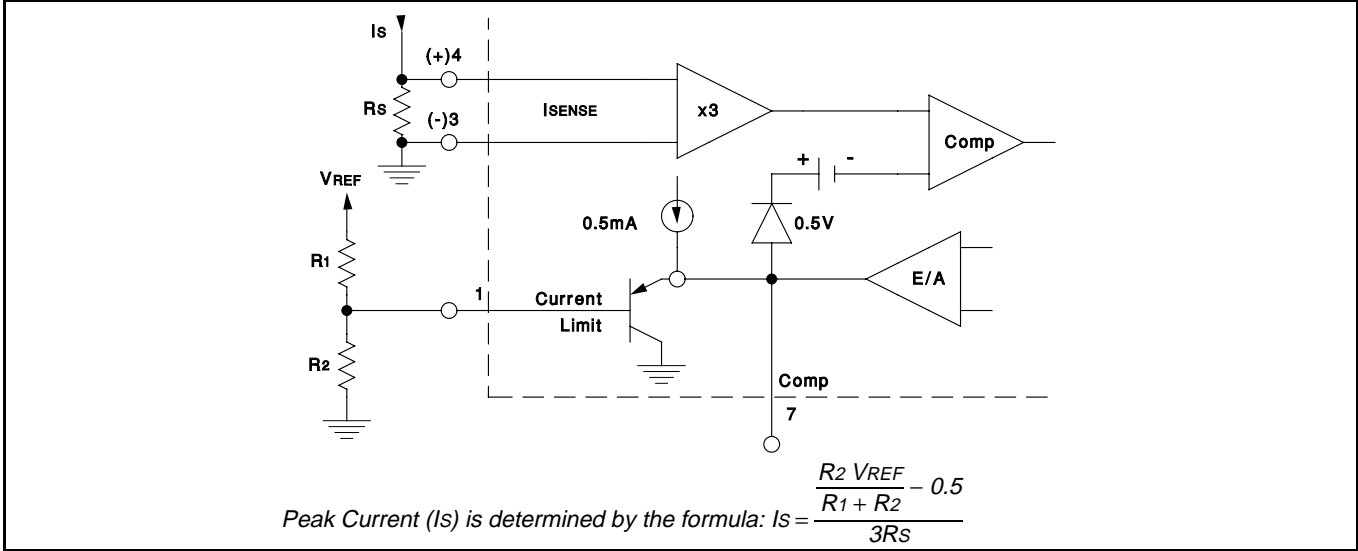 Is
(+)4
Rs
(-)3
ISENSE
x3
Comp
VREF
+ -
0.5mA
0.5V
R1
E/A
1
Current
Limit
R2
Comp
7
Peak Current (Is) is determined by the formula: Is = R2 VREF / R1 + R2 – 0.5 / 3Rs